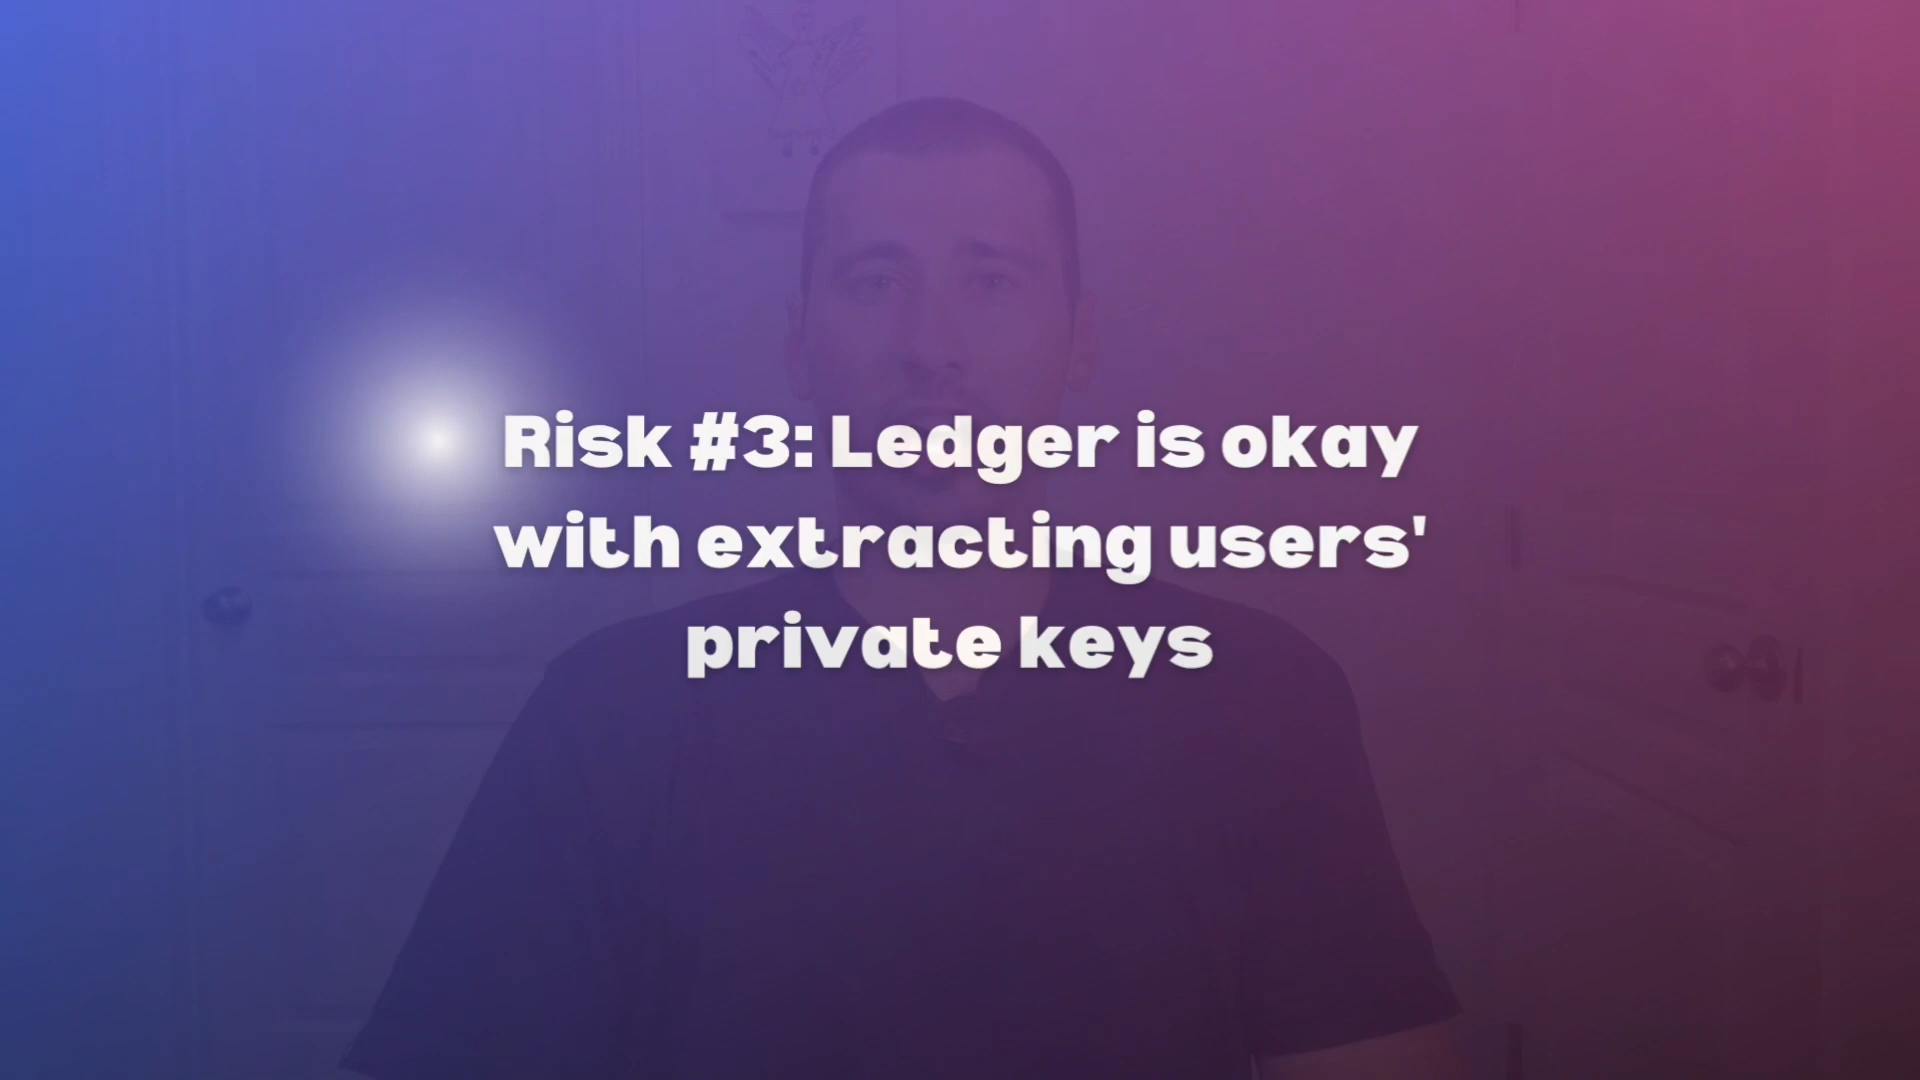 Risk #3: Ledger is okay
with extracting users'
private keys